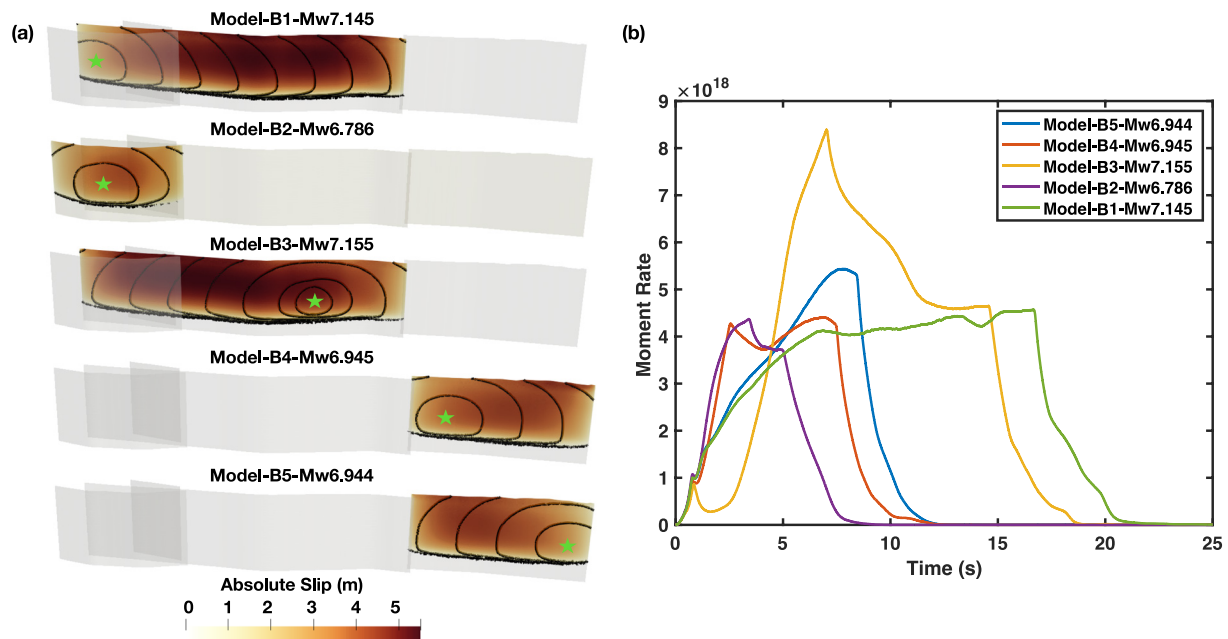 (a)
Model-B1-Mw7.145
Model-B2-Mw6.786
Model-B3-Mw7.155
Model-B4-Mw6.945
Model-B5-Mw6.944
Absolute Slip (m)
0 1 2 3 4 5
(b)
×10¹⁸
9
8
7
6
5
4
3
2
1
0
Moment Rate
Model-B5-Mw6.944
Model-B4-Mw6.945
Model-B3-Mw7.155
Model-B2-Mw6.786
Model-B1-Mw7.145
0 5 10 15 20 25
Time (s)